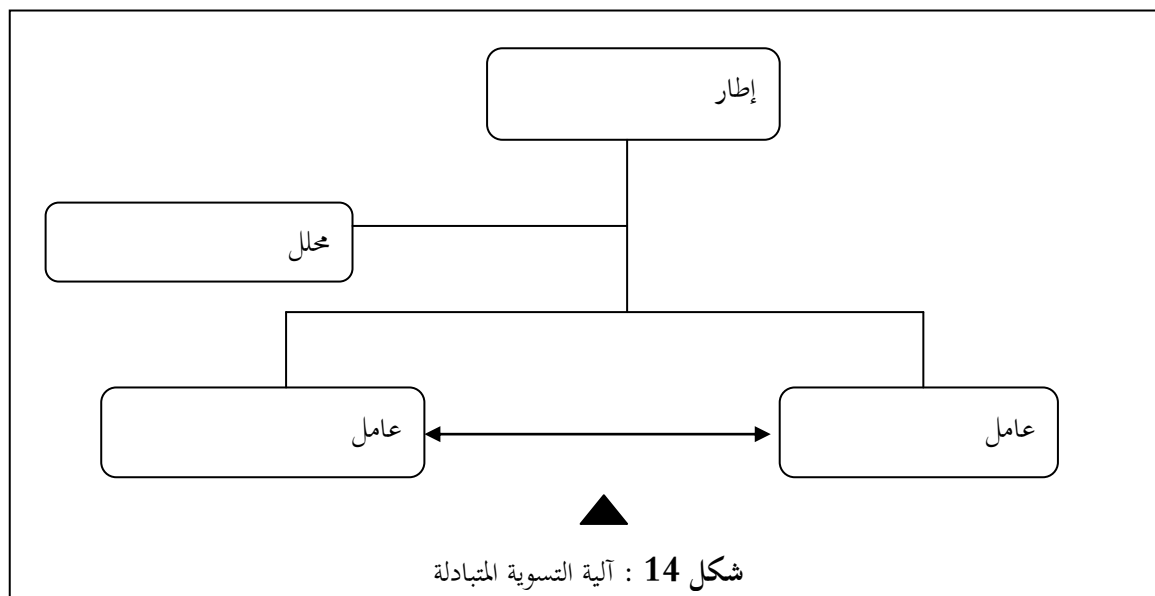 إطار
محلل
عامل
عامل
شكل 14 : آلية التسوية المتبادلة